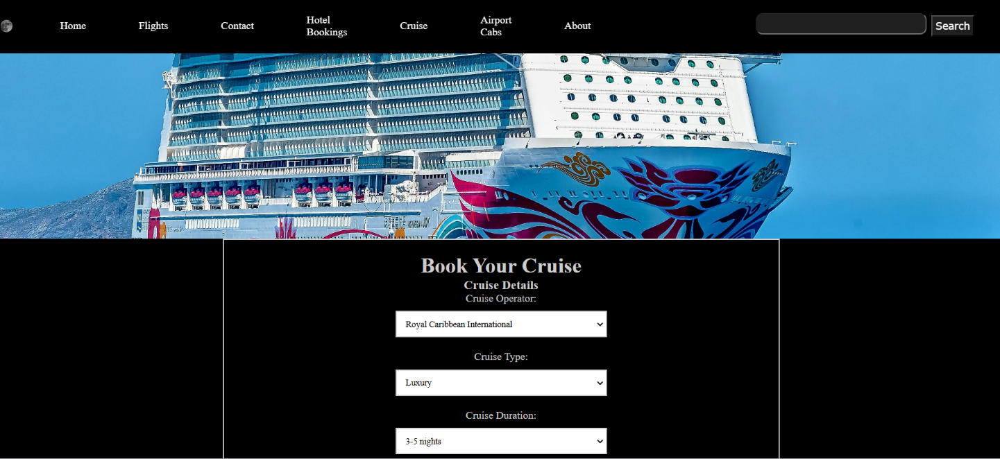 Home
Flights
Contact
Hotel
Bookings
Cruise
Airport
Cabs
About
Search
Book Your Cruise
Cruise Details
Cruise Operator:
Royal Caribbean International
Cruise Type:
Luxury
Cruise Duration:
3-5 nights